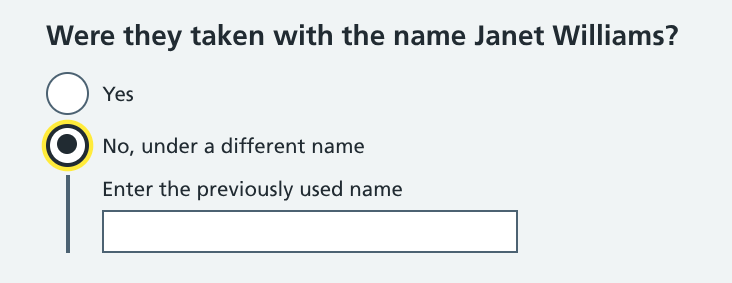 Were they taken with the name Janet Williams?
Yes
No, under a different name
Enter the previously used name